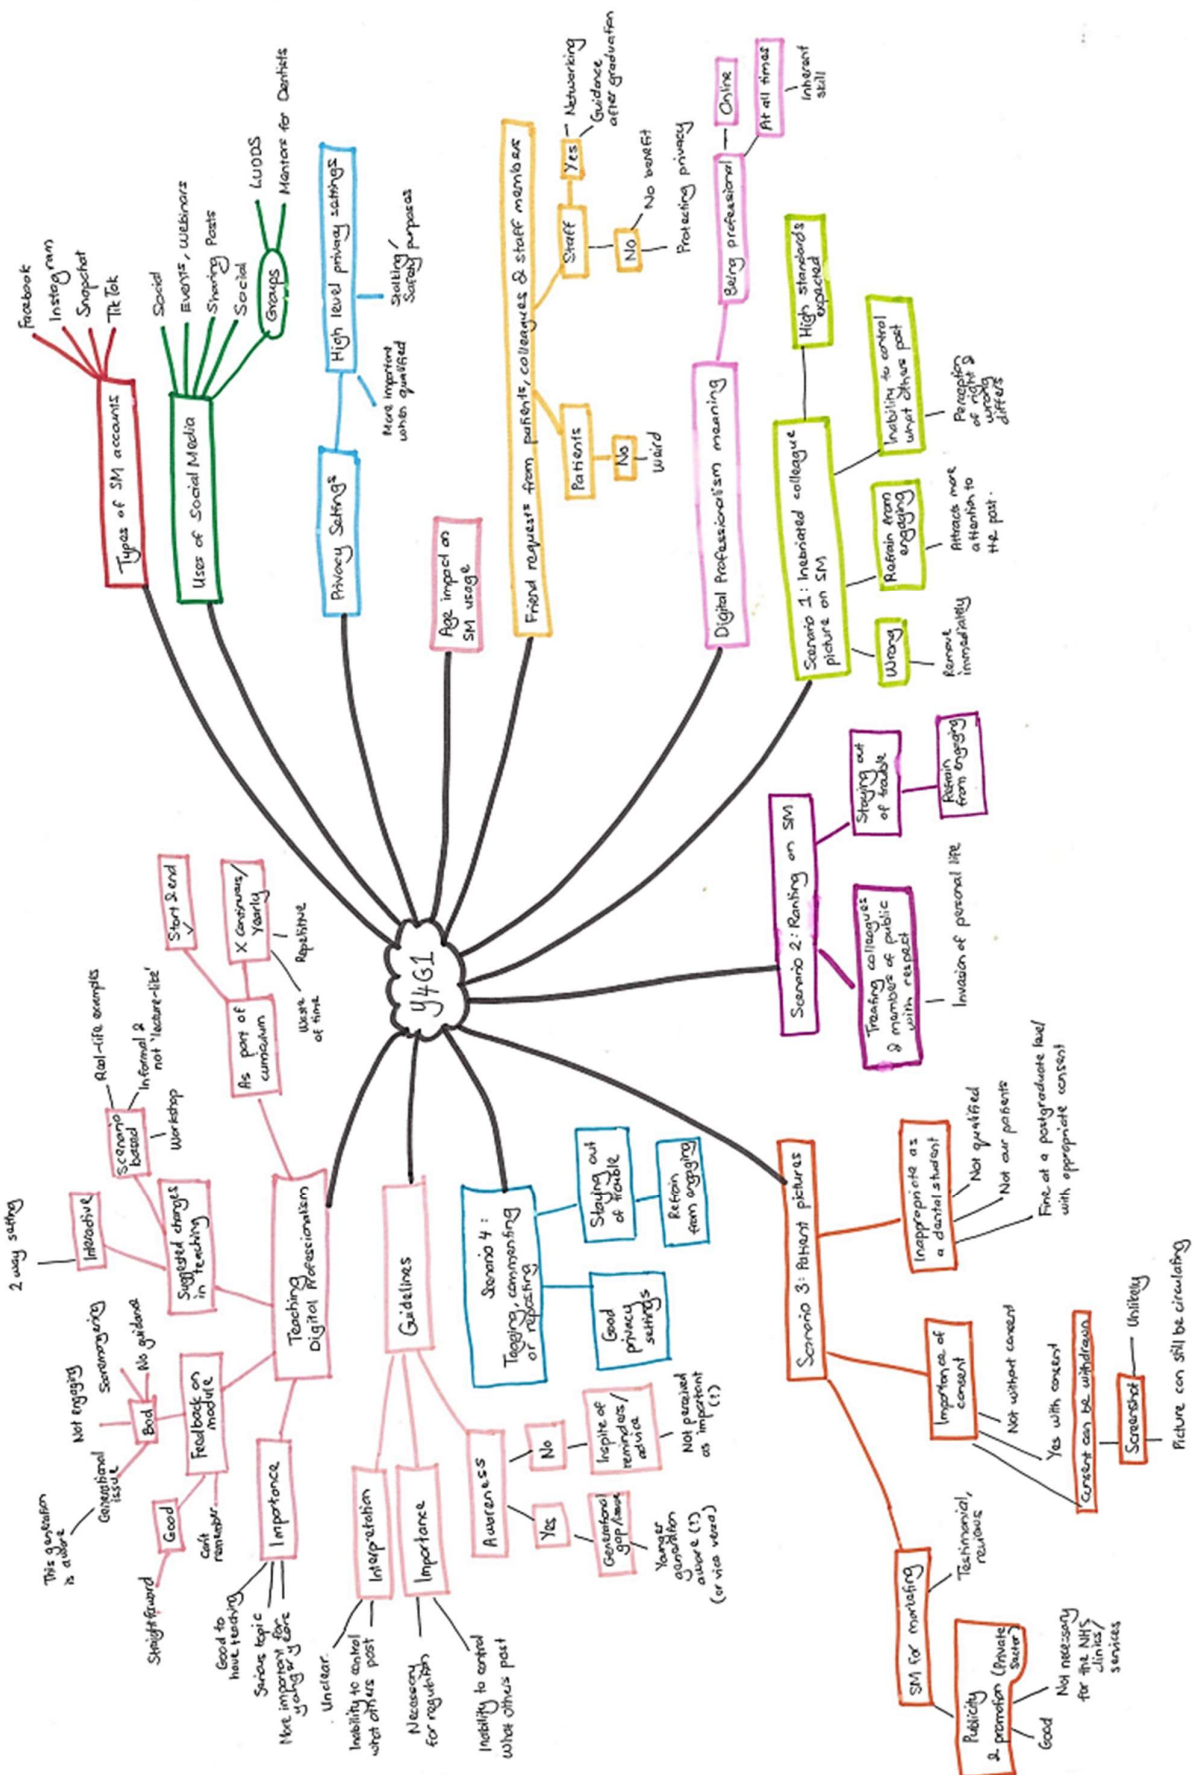 Y4G1
Types of SM accounts
Facebook
Instagram
Snapchat
TikTok
Uses of Social Media
Social
Events, webinars
Sharing Posts
Social
Groups
LUDDS
Mentors for Dentists
Privacy Settings
High level privacy settings
More important
when qualified
Stalking/
Safety purposes
Age impact on
SM usage
Friend requests from patients, colleagues & staff members
Patients
No
Weird
Staff
Yes
Networking
Guidance
after graduation
No
No benefit
Protecting privacy
Digital Professionalism meaning
Being professional
Online
At all times
Inherent
skill
Scenario 1: Inebriated colleague
picture on SM
High standards
expected
Inability to control
what others post
Perception
of right &
wrong
differs
Refrain from
engaging
Attracts more
attention to
the post.
Wrong
Remove
immediately
Scenario 2: Ranting on SM
Staying out
of trouble
Refrain
from engaging
Treating colleagues
& members of public
with respect
Invasion of personal life
Scenario 3: Patient pictures
Inappropriate as
a dental student
Not qualified
Not our patients
Fine at a postgraduate level
with appropriate consent
Importance of
consent
Not without consent
Yes with consent
Consent can be withdrawn
Screenshot
Unlikely
Picture can still be circulating
SM for marketing
Testimonial,
reviews
Publicity
& promotion (Private
sector)
Good
Not necessary
for the NHS
clinics/
services
Scenario 4:
Tagging, commenting
or reposting
Staying out
of trouble
Refrain
from engaging
Good
privacy
settings
Guidelines
Interpretation
Unclear
Inability to control
what others post
Importance
Necessary
for regulation
Inability to control
what others post
Awareness
No
Inspite of
reminders/
advice
Not perceived
as important
(?)
Yes
Generational
gap/issue
Younger
generation
aware (?)
(or vice versa)
Teaching
Digital Professionalism
As part of
curriculum
Start & end
✓
X Continuous/
Yearly
Repetitive
Waste
of time
Suggested changes
in teaching
Scenario
based
Real-life examples
Informal &
not 'lecture-like'
Workshop
Interactive
2 way setting
Feedback on
module
Bad
Not engaging
Scaremongering
No guidance
Generational
issue
This generation
is aware
Good
Straightforward
Can't
remember
Importance
Good to
have teaching
Serious topic
More important for
younger years